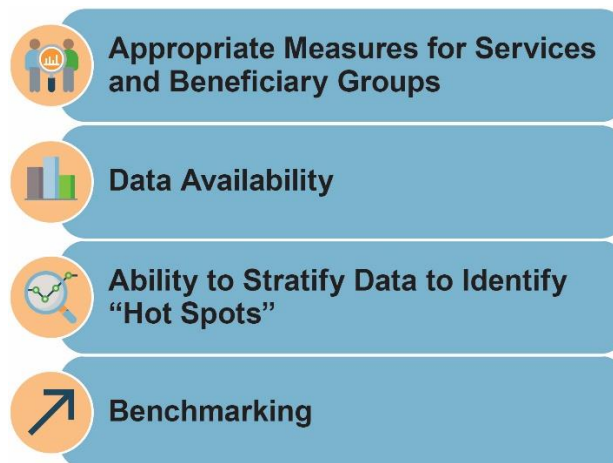 Appropriate Measures for Services
and Beneficiary Groups
Data Availability
Ability to Stratify Data to Identify
“Hot Spots”
Benchmarking